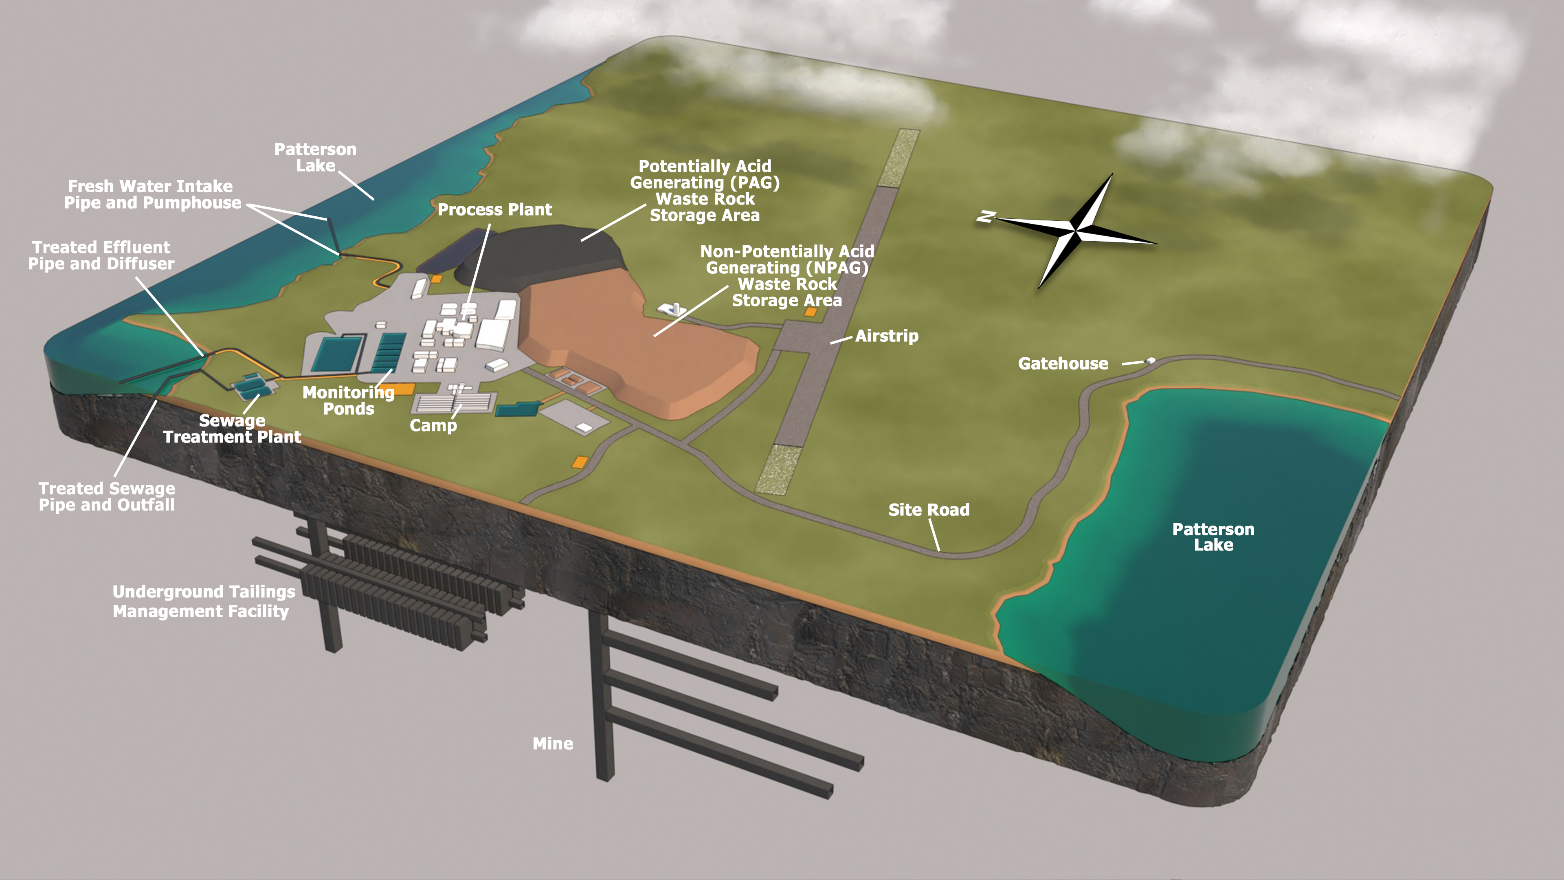 Patterson
Lake
Fresh Water Intake
Pipe and Pumphouse
Treated Effluent
Pipe and Diffuser
Process Plant
Potentially Acid
Generating (PAG)
Waste Rock
Storage Area
Non-Potentially Acid
Generating (NPAG)
Waste Rock
Storage Area
N
Airstrip
Gatehouse
Monitoring
Ponds
Sewage
Treatment Plant
Camp
Treated Sewage
Pipe and Outfall
Site Road
Patterson
Lake
Underground Tailings
Management Facility
Mine